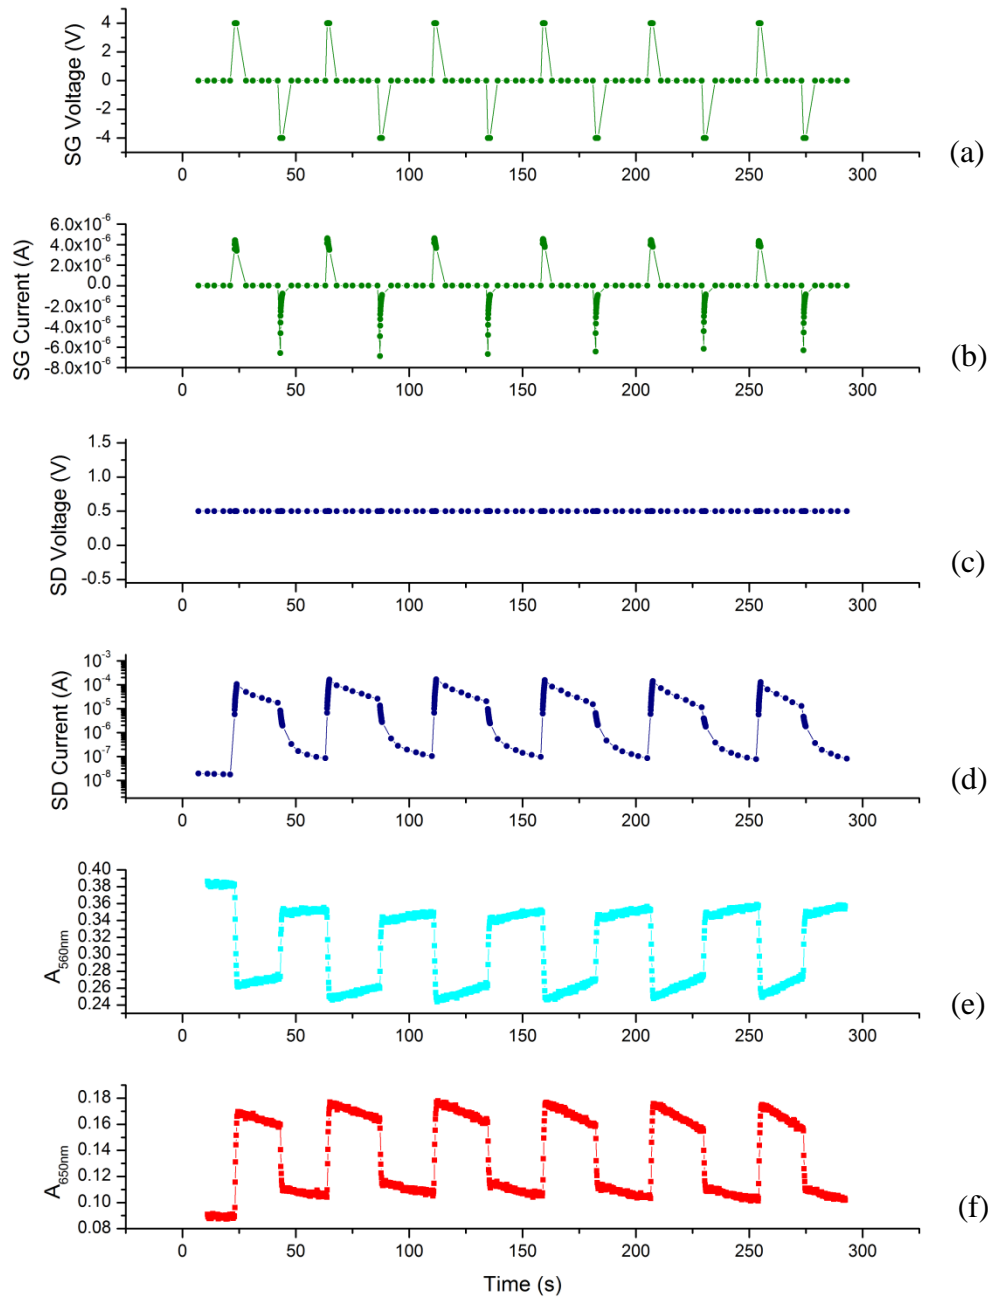 SG Voltage (V)
4
2
0
-2
-4
0 50 100 150 200 250 300
(a)
SG Current (A)
6.0x10⁻⁶
4.0x10⁻⁶
2.0x10⁻⁶
0.0
-2.0x10⁻⁶
-4.0x10⁻⁶
-6.0x10⁻⁶
-8.0x10⁻⁶
0 50 100 150 200 250 300
(b)
SD Voltage (V)
1.5
1.0
0.5
0.0
-0.5
0 50 100 150 200 250 300
(c)
SD Current (A)
10⁻³
10⁻⁴
10⁻⁵
10⁻⁶
10⁻⁷
10⁻⁸
0 50 100 150 200 250 300
(d)
A560nm
0.40
0.38
0.36
0.34
0.32
0.30
0.28
0.26
0.24
0 50 100 150 200 250 300
(e)
A650nm
0.18
0.16
0.14
0.12
0.10
0.08
0 50 100 150 200 250 300
(f)
Time (s)